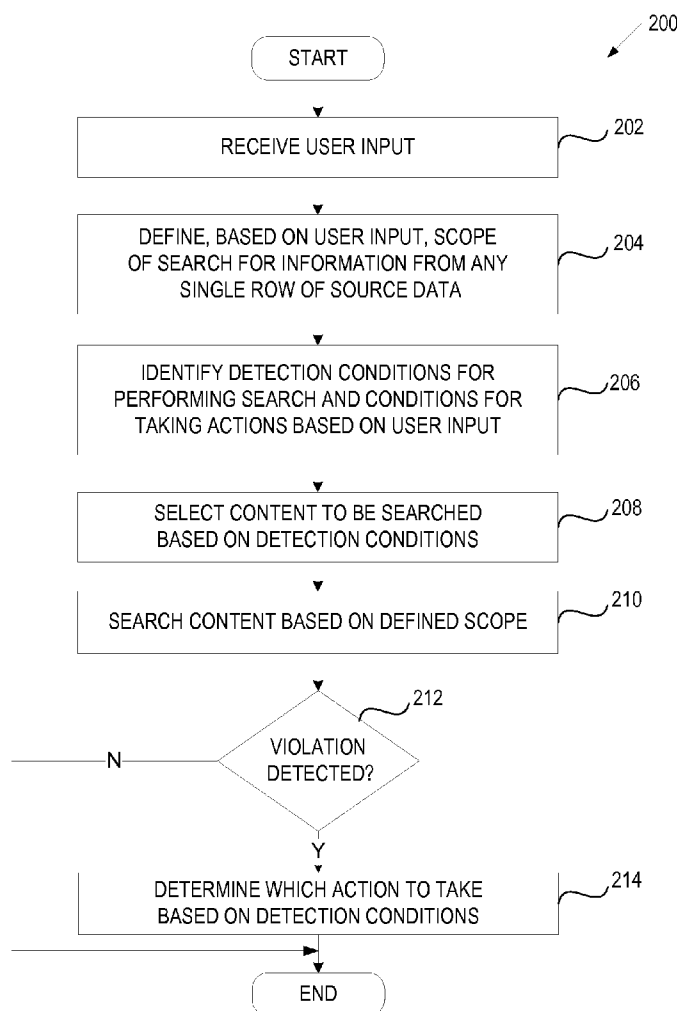 200
START
RECEIVE USER INPUT
202
DEFINE, BASED ON USER INPUT, SCOPE
OF SEARCH FOR INFORMATION FROM ANY
SINGLE ROW OF SOURCE DATA
204
IDENTIFY DETECTION CONDITIONS FOR
PERFORMING SEARCH AND CONDITIONS FOR
TAKING ACTIONS BASED ON USER INPUT
206
SELECT CONTENT TO BE SEARCHED
BASED ON DETECTION CONDITIONS
208
SEARCH CONTENT BASED ON DEFINED SCOPE
210
212
VIOLATION
DETECTED?
N
Y
DETERMINE WHICH ACTION TO TAKE
BASED ON DETECTION CONDITIONS
214
END